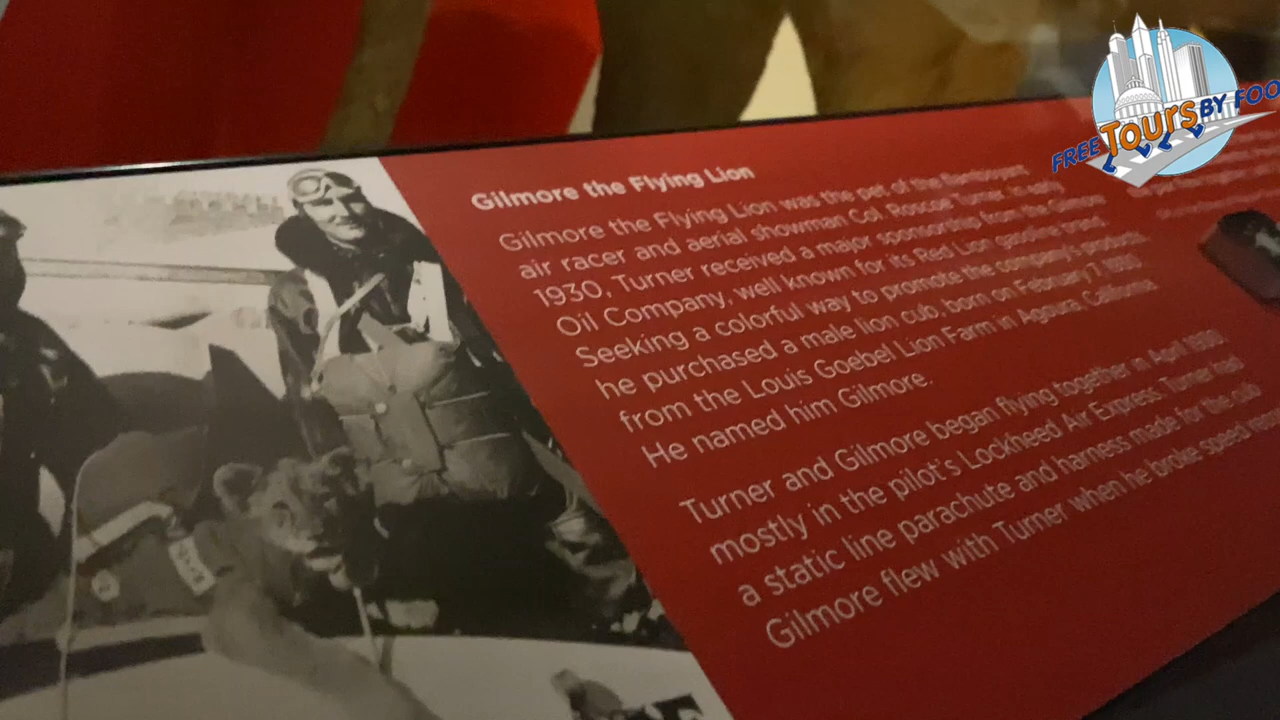 FREE Tours BY FOO
Gilmore the Flying Lion
Gilmore the Flying Lion was the pet of the flamboyant
air racer and aerial showman Col. Roscoe Turner. In early
1930, Turner received a major sponsorship from the Gilmore
Oil Company, well known for its Red Lion gasoline brand.
Seeking a colorful way to promote the company's products,
he purchased a male lion cub, born on February 7, 1930,
from the Louis Goebel Lion Farm in Agoura, California.
He named him Gilmore.
Turner and Gilmore began flying together in April 1930,
mostly in the pilot's Lockheed Air Express. Turner had
a static line parachute and harness made for the cub.
Gilmore flew with Turner when he broke speed